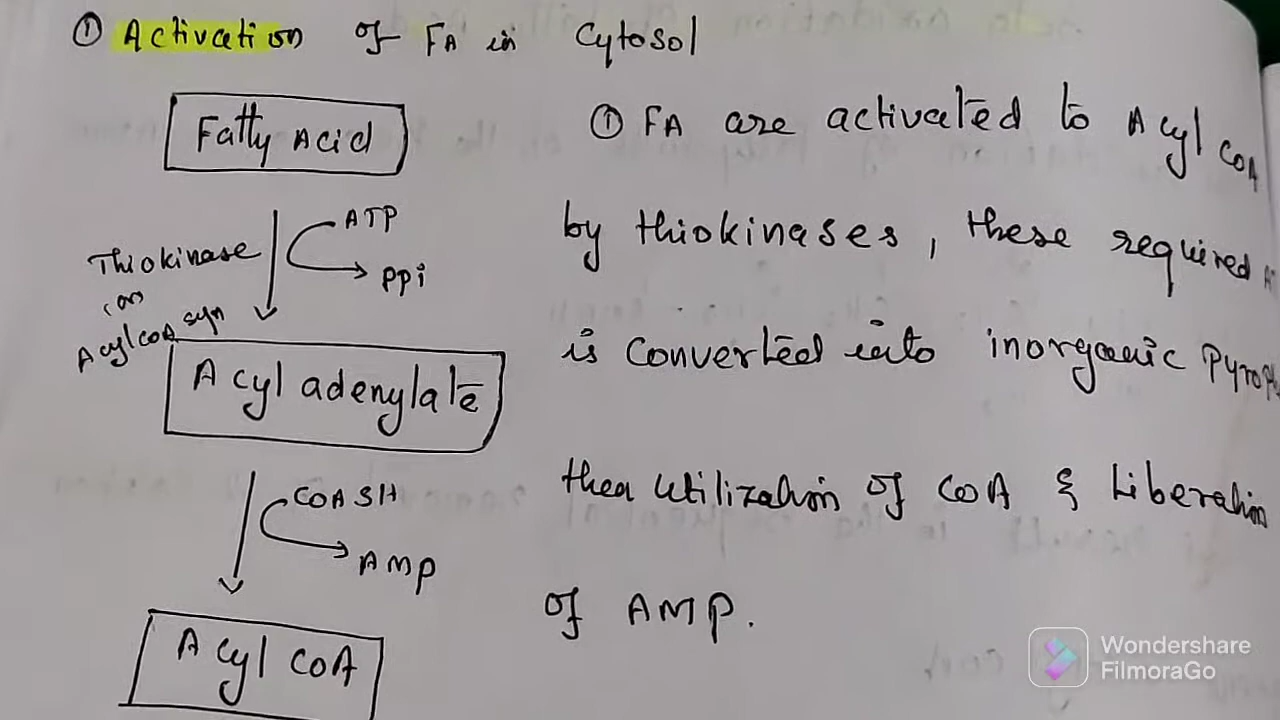 ① Activation of FA in Cytosol
Fatty Acid
ATP
PPi
Thiokinase
(or)
Acyl CoA syn
Acyl adenylate
COASH
AMP
Acyl CoA
① FA are activated to Acyl CoA
by thiokinases, these required
is converted into inorganic
then utilization of CoA & Liberation
of AMP.
Wondershare
FilmoraGo